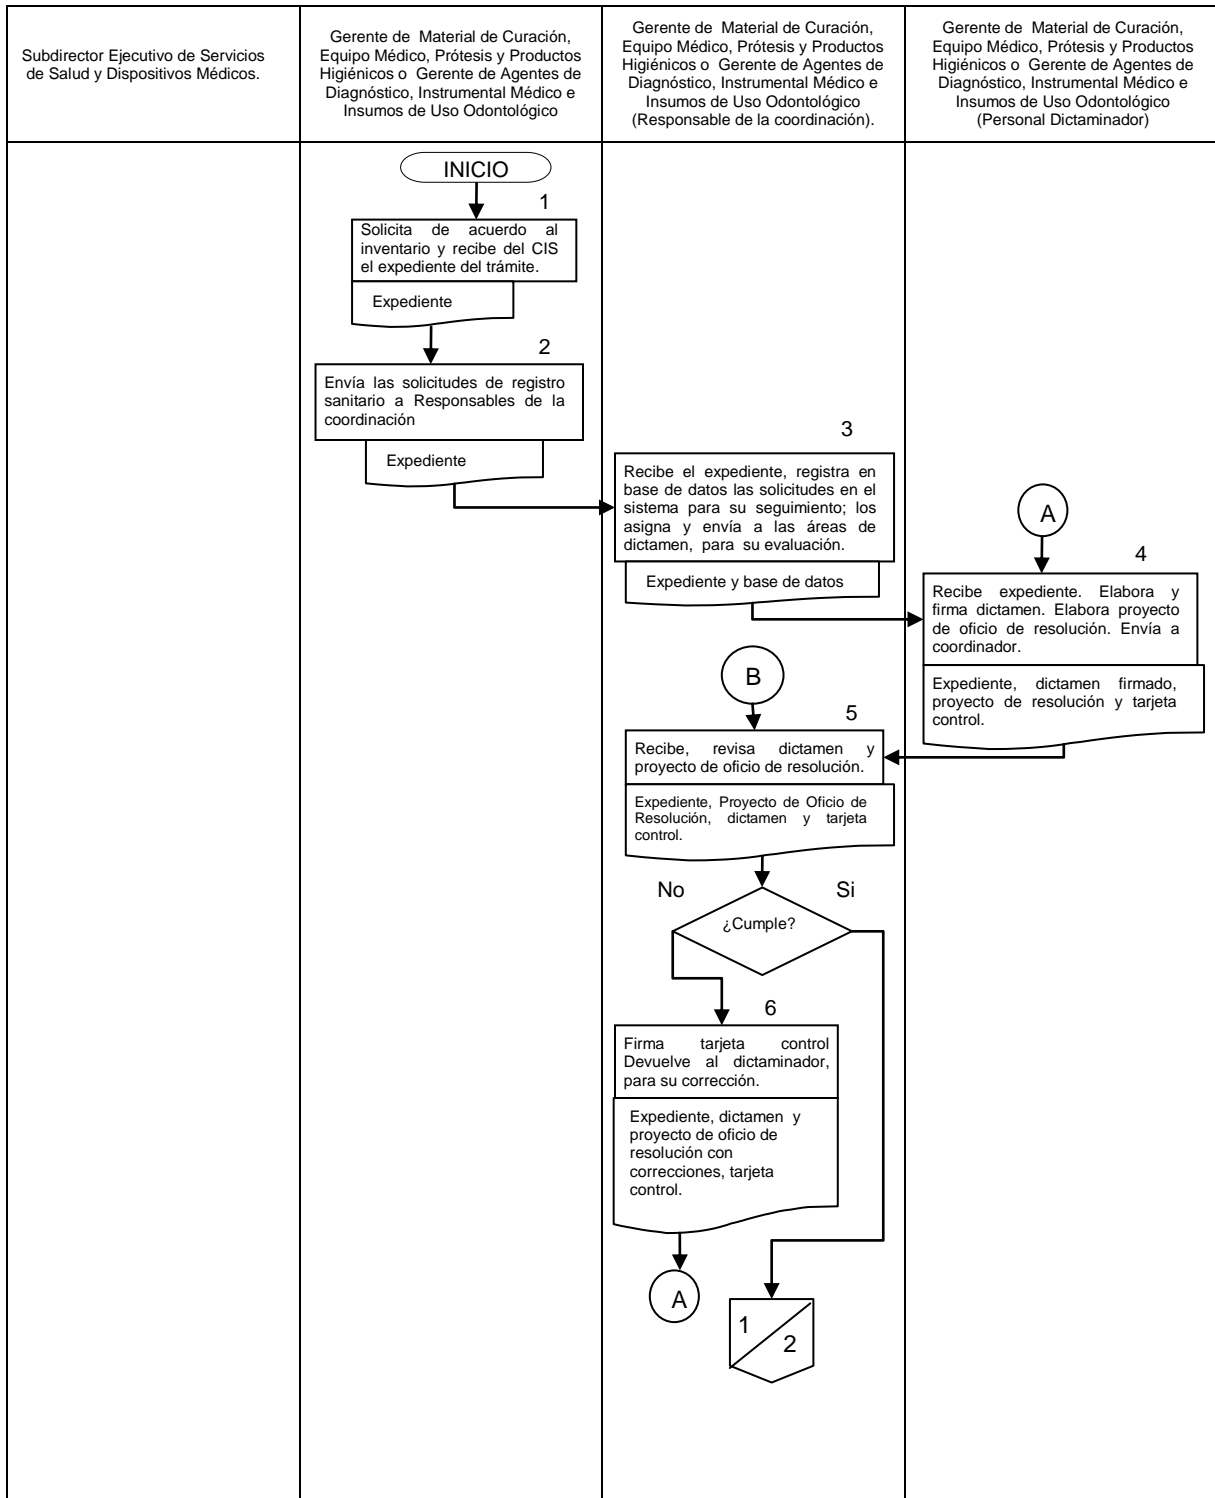 Subdirector Ejecutivo de Servicios
de Salud y Dispositivos Médicos.
Gerente de Material de Curación,
Equipo Médico, Prótesis y Productos
Higiénicos o Gerente de Agentes de
Diagnóstico, Instrumental Médico e
Insumos de Uso Odontológico
Gerente de Material de Curación,
Equipo Médico, Prótesis y Productos
Higiénicos o Gerente de Agentes de
Diagnóstico, Instrumental Médico e
Insumos de Uso Odontológico
(Responsable de la coordinación).
Gerente de Material de Curación,
Equipo Médico, Prótesis y Productos
Higiénicos o Gerente de Agentes de
Diagnóstico, Instrumental Médico e
Insumos de Uso Odontológico
(Personal Dictaminador)
INICIO
1
Solicita de acuerdo al
inventario y recibe del CIS
el expediente del trámite.
Expediente
2
Envía las solicitudes de registro
sanitario a Responsables de la
coordinación
Expediente
3
Recibe el expediente, registra en
base de datos las solicitudes en el
sistema para su seguimiento; los
asigna y envía a las áreas de
dictamen, para su evaluación.
Expediente y base de datos
A
4
Recibe expediente. Elabora y
firma dictamen. Elabora proyecto
de oficio de resolución. Envía a
coordinador.
Expediente, dictamen firmado,
proyecto de resolución y tarjeta
control.
B
5
Recibe, revisa dictamen y
proyecto de oficio de resolución.
Expediente, Proyecto de Oficio de
Resolución, dictamen y tarjeta
control.
No
Si
¿Cumple?
6
Firma tarjeta control
Devuelve al dictaminador,
para su corrección.
Expediente, dictamen y
proyecto de oficio de
resolución con
correcciones, tarjeta
control.
A
1
2